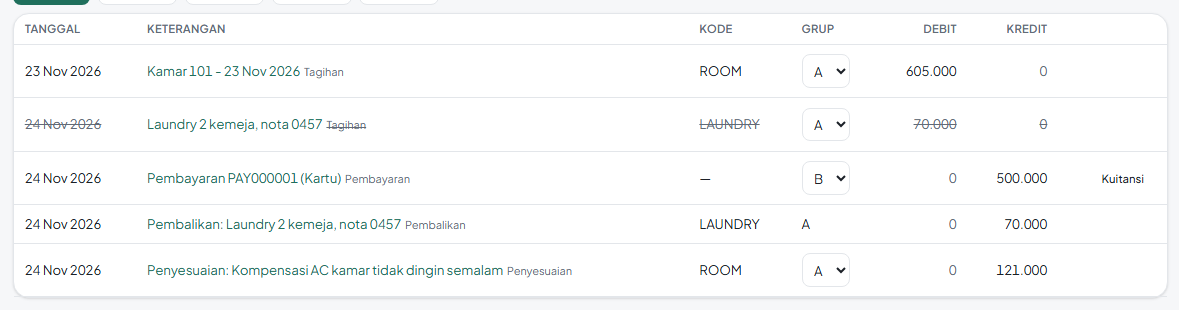 TANGGAL KETERANGAN KODE GRUP DEBIT KREDIT
23 Nov 2026 Kamar 101 - 23 Nov 2026 Tagihan ROOM A 605.000 0
24 Nov 2026 Laundry 2 kemeja, nota 0457 Tagihan LAUNDRY A 70.000 0
24 Nov 2026 Pembayaran PAY000001 (Kartu) Pembayaran — B 0 500.000 Kuitansi
24 Nov 2026 Pembalikan: Laundry 2 kemeja, nota 0457 Pembalikan LAUNDRY A 0 70.000
24 Nov 2026 Penyesuaian: Kompensasi AC kamar tidak dingin semalam Penyesuaian ROOM A 0 121.000